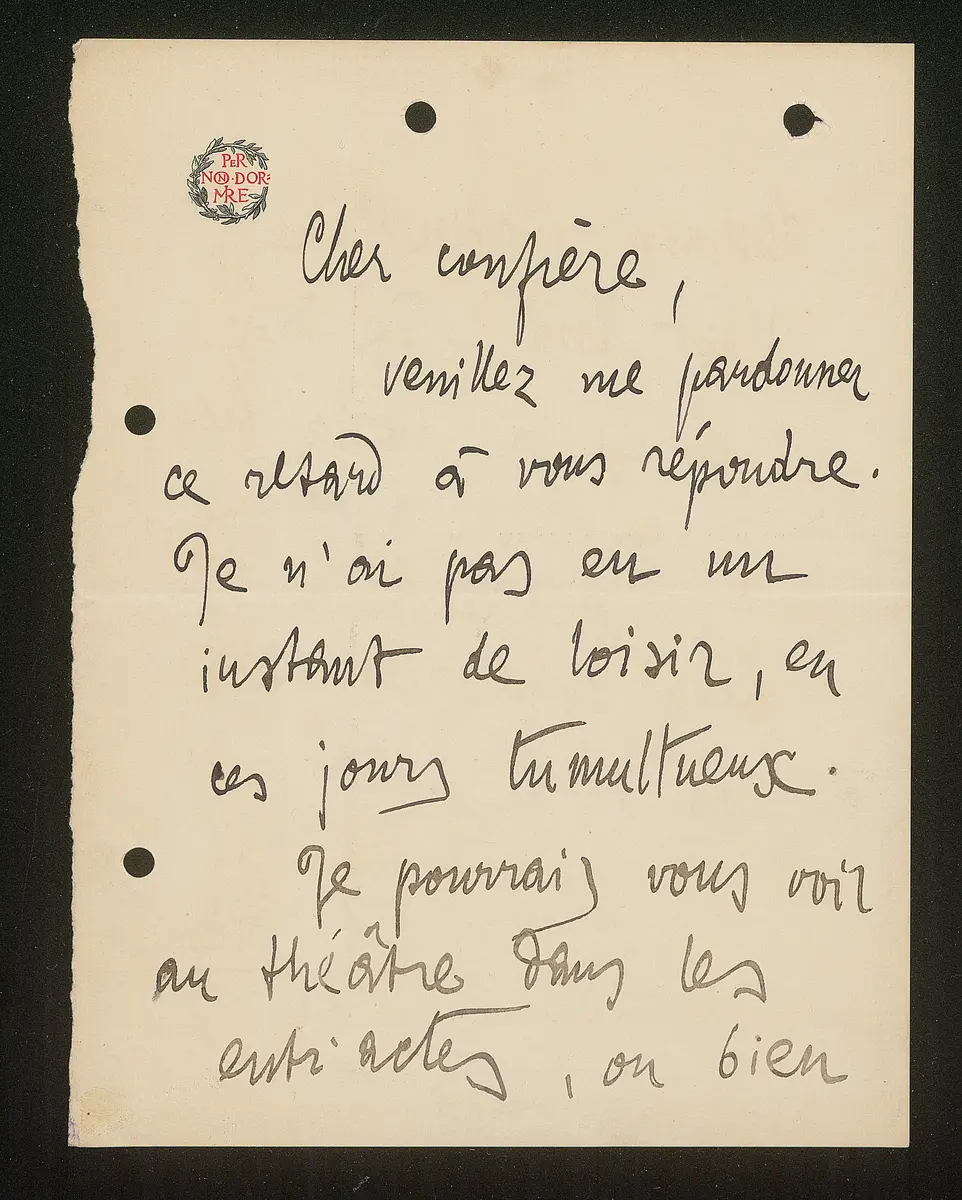 PER
NON·DOR=
MIRE
Cher confrère,
veuillez me pardonner
ce retard à vous répondre.
Je n'ai pas eu un
instant de loisir, en
ces jours tumultueux.
Je pourrais vous voir
au théâtre dans les
entr'actes, ou bien